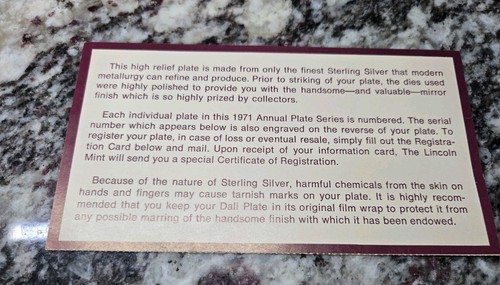 This high relief plate is made from only the finest Sterling Silver that modern
metallurgy can refine and produce. Prior to striking of your plate, the dies used
were highly polished to provide you with the handsome—and valuable—mirror
finish which is so highly prized by collectors.
Each individual plate in this 1971 Annual Plate Series is numbered. The serial
number which appears below is also engraved on the reverse of your plate. To
register your plate, in case of loss or eventual resale, simply fill out the Registra-
tion Card below and mail. Upon receipt of your information card, The Lincoln
Mint will send you a special Certificate of Registration.
Because of the nature of Sterling Silver, harmful chemicals from the skin on
hands and fingers may cause tarnish marks on your plate. It is highly recom-
mended that you keep your Dali Plate in its original film wrap to protect it from
any possible marring of the handsome finish with which it has been endowed.